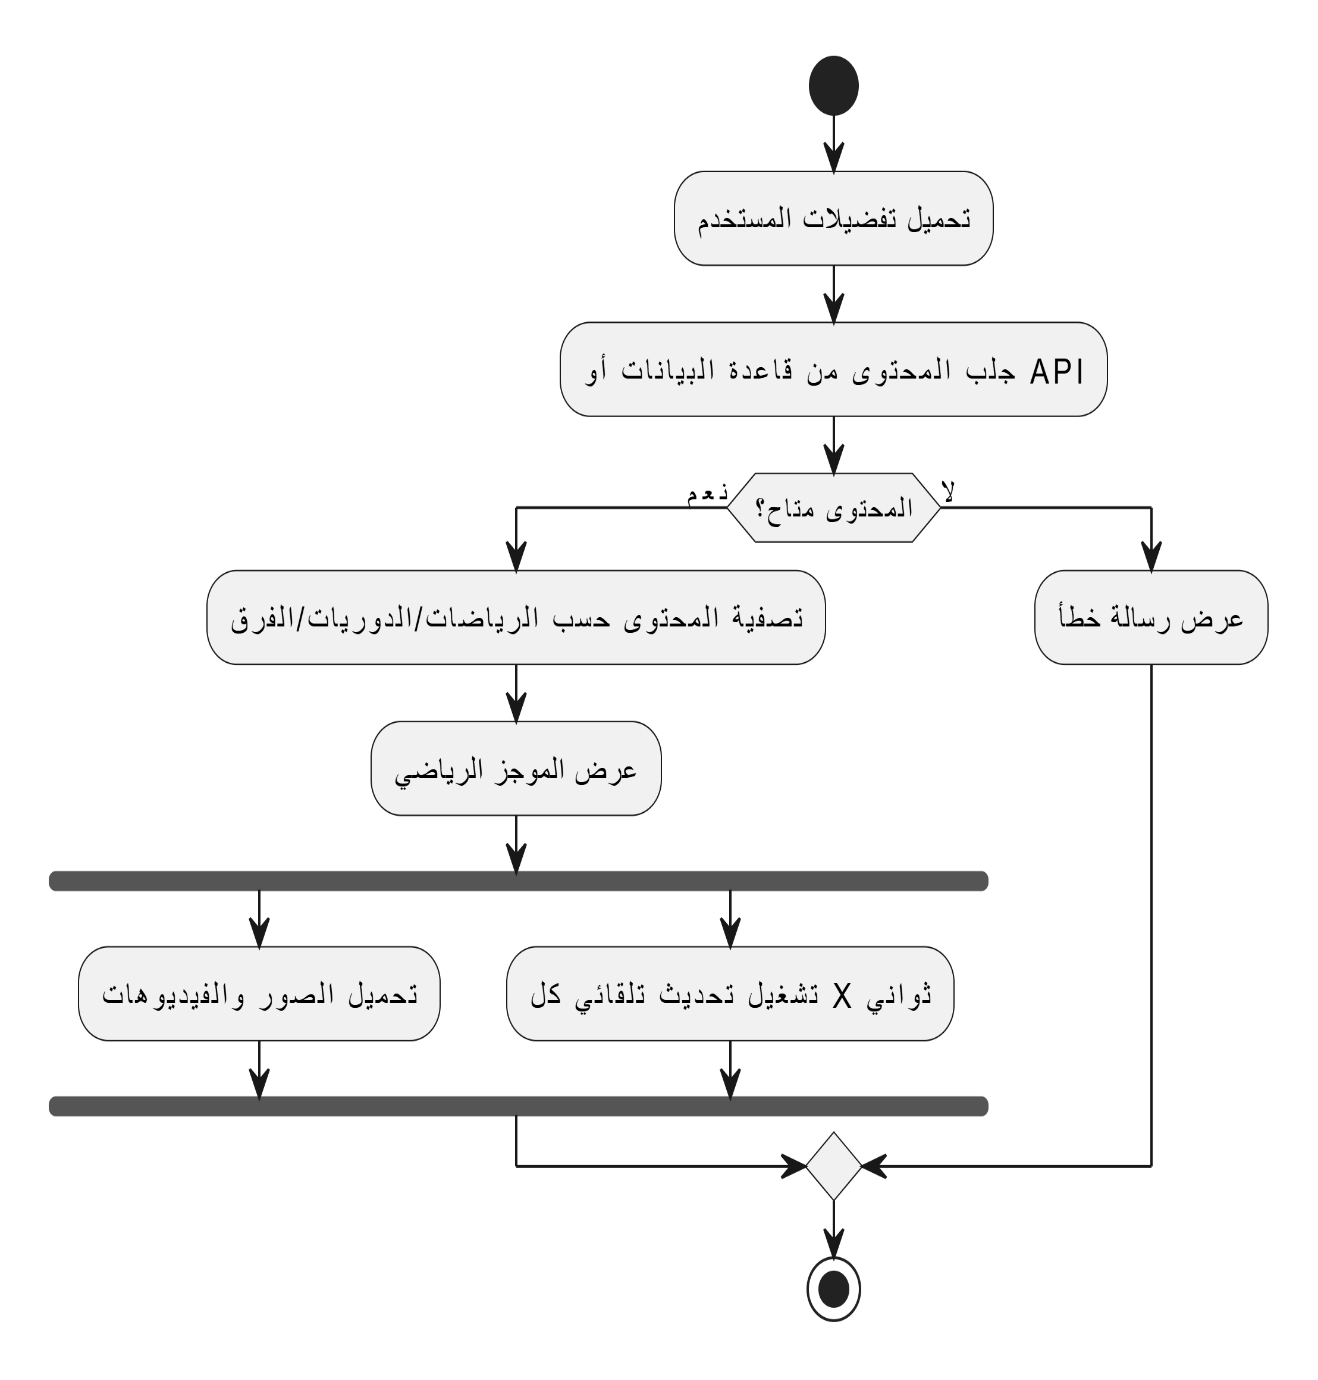 تحميل تفضيلات المستخدم
جلب المحتوى من قاعدة البيانات أو API
المحتوى متاح؟
نعم
لا
تصفية المحتوى حسب الرياضات/الدوريات/الفرق
عرض رسالة خطأ
عرض الموجز الرياضي
تحميل الصور والفيديوهات
تشغيل تحديث تلقائي كل X ثواني